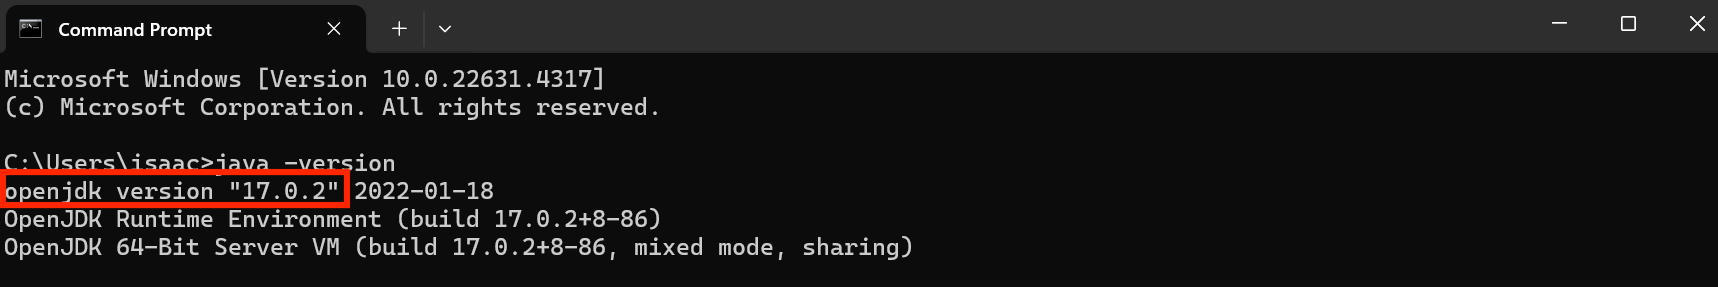 Command Prompt
Microsoft Windows [Version 10.0.22631.4317]
(c) Microsoft Corporation. All rights reserved.
C:\Users\isaac>java -version
openjdk version "17.0.2" 2022-01-18
OpenJDK Runtime Environment (build 17.0.2+8-86)
OpenJDK 64-Bit Server VM (build 17.0.2+8-86, mixed mode, sharing)